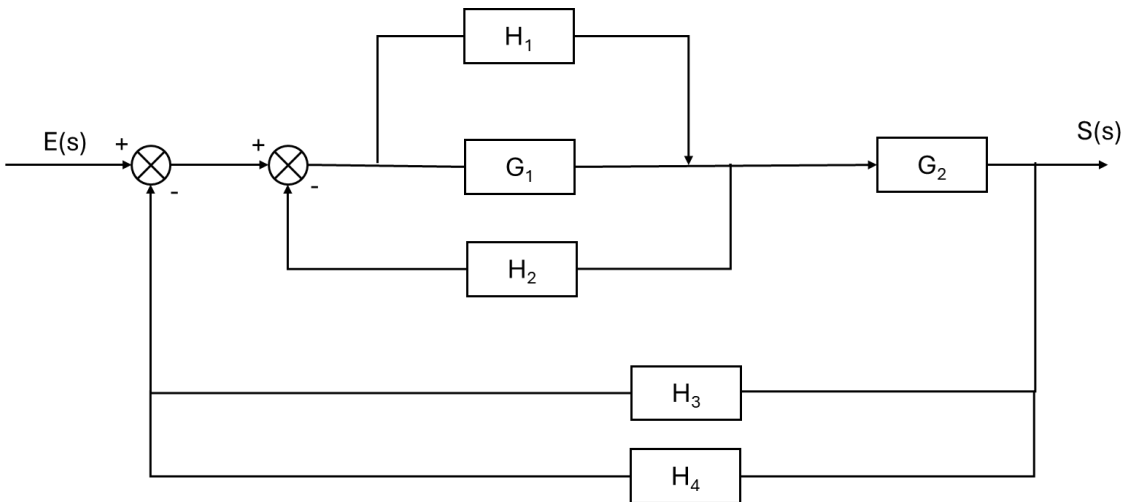 H₁
E(s)
+
-
+
-
G₁
G₂
S(s)
H₂
H₃
H₄